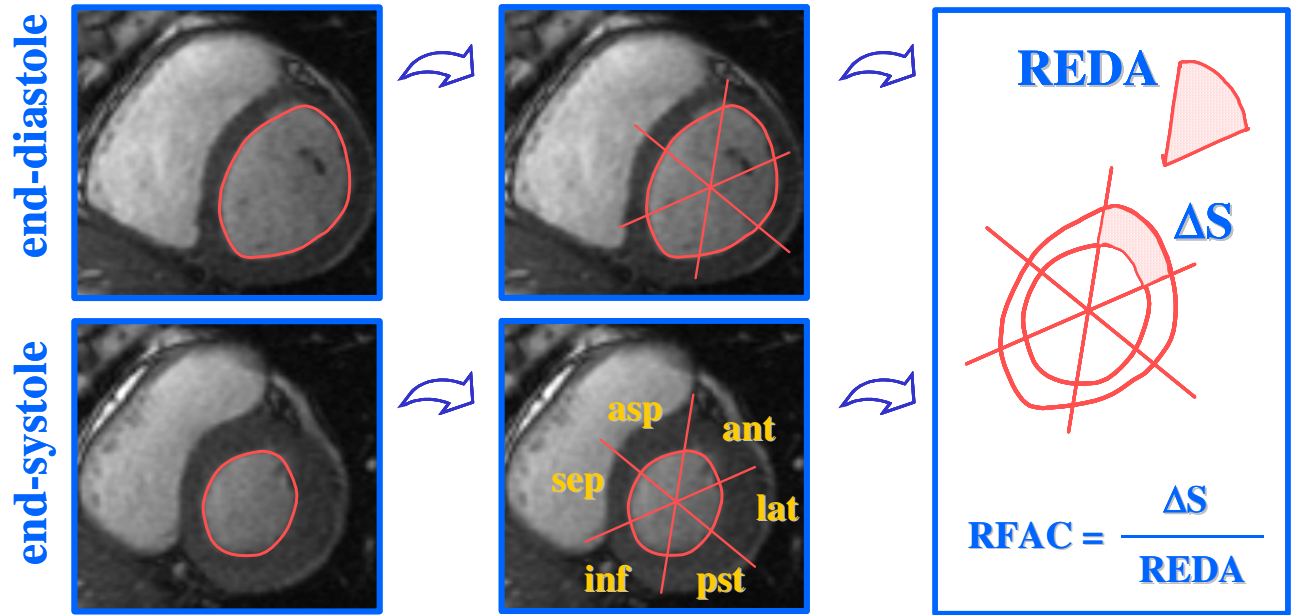 end-diastole
REDA
ΔS
end-systole
asp
ant
sep
lat
inf
pst
RFAC = ΔS
REDA